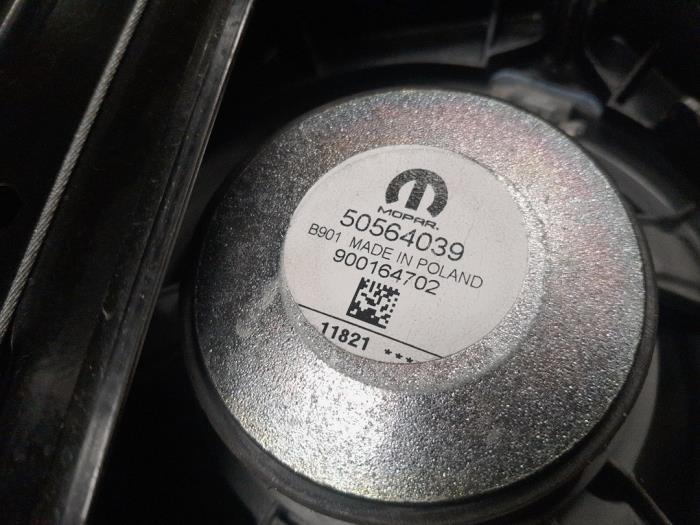 MOPAR.
50564039
B901 MADE IN POLAND
900164702
11821 ***